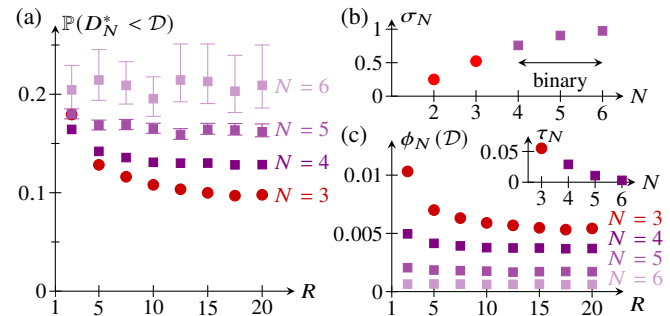 (a) ℙ(D*_N < 𝒟)
0.2
0.1
0
1 5 10 15 20 R
N = 6
N = 5
N = 4
N = 3
(b) σ_N
1
0.5
0
binary
2 3 4 5 6 N
(c) ϕ_N(𝒟)
0.01
0.005
0
1 5 10 15 20 R
τ_N
0.05
0
3 4 5 6 N
N = 3
N = 4
N = 5
N = 6